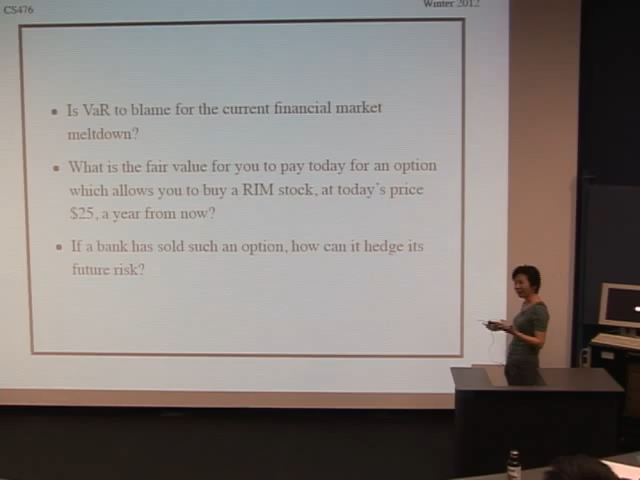 CS476
Winter 2012
• Is VaR to blame for the current financial market
meltdown?
• What is the fair value for you to pay today for an option
which allows you to buy a RIM stock, at today's price
$25, a year from now?
• If a bank has sold such an option, how can it hedge its
future risk?